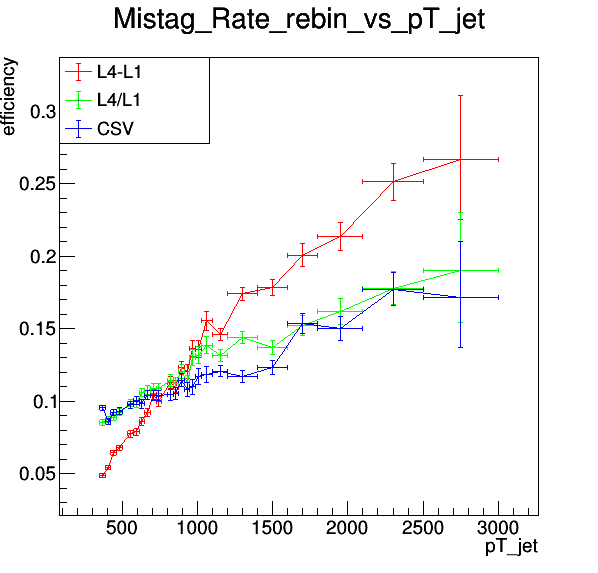 Mistag_Rate_rebin_vs_pT_jet
efficiency
L4-L1
L4/L1
CSV
0.3
0.25
0.2
0.15
0.1
0.05
500 1000 1500 2000 2500 3000
pT_jet